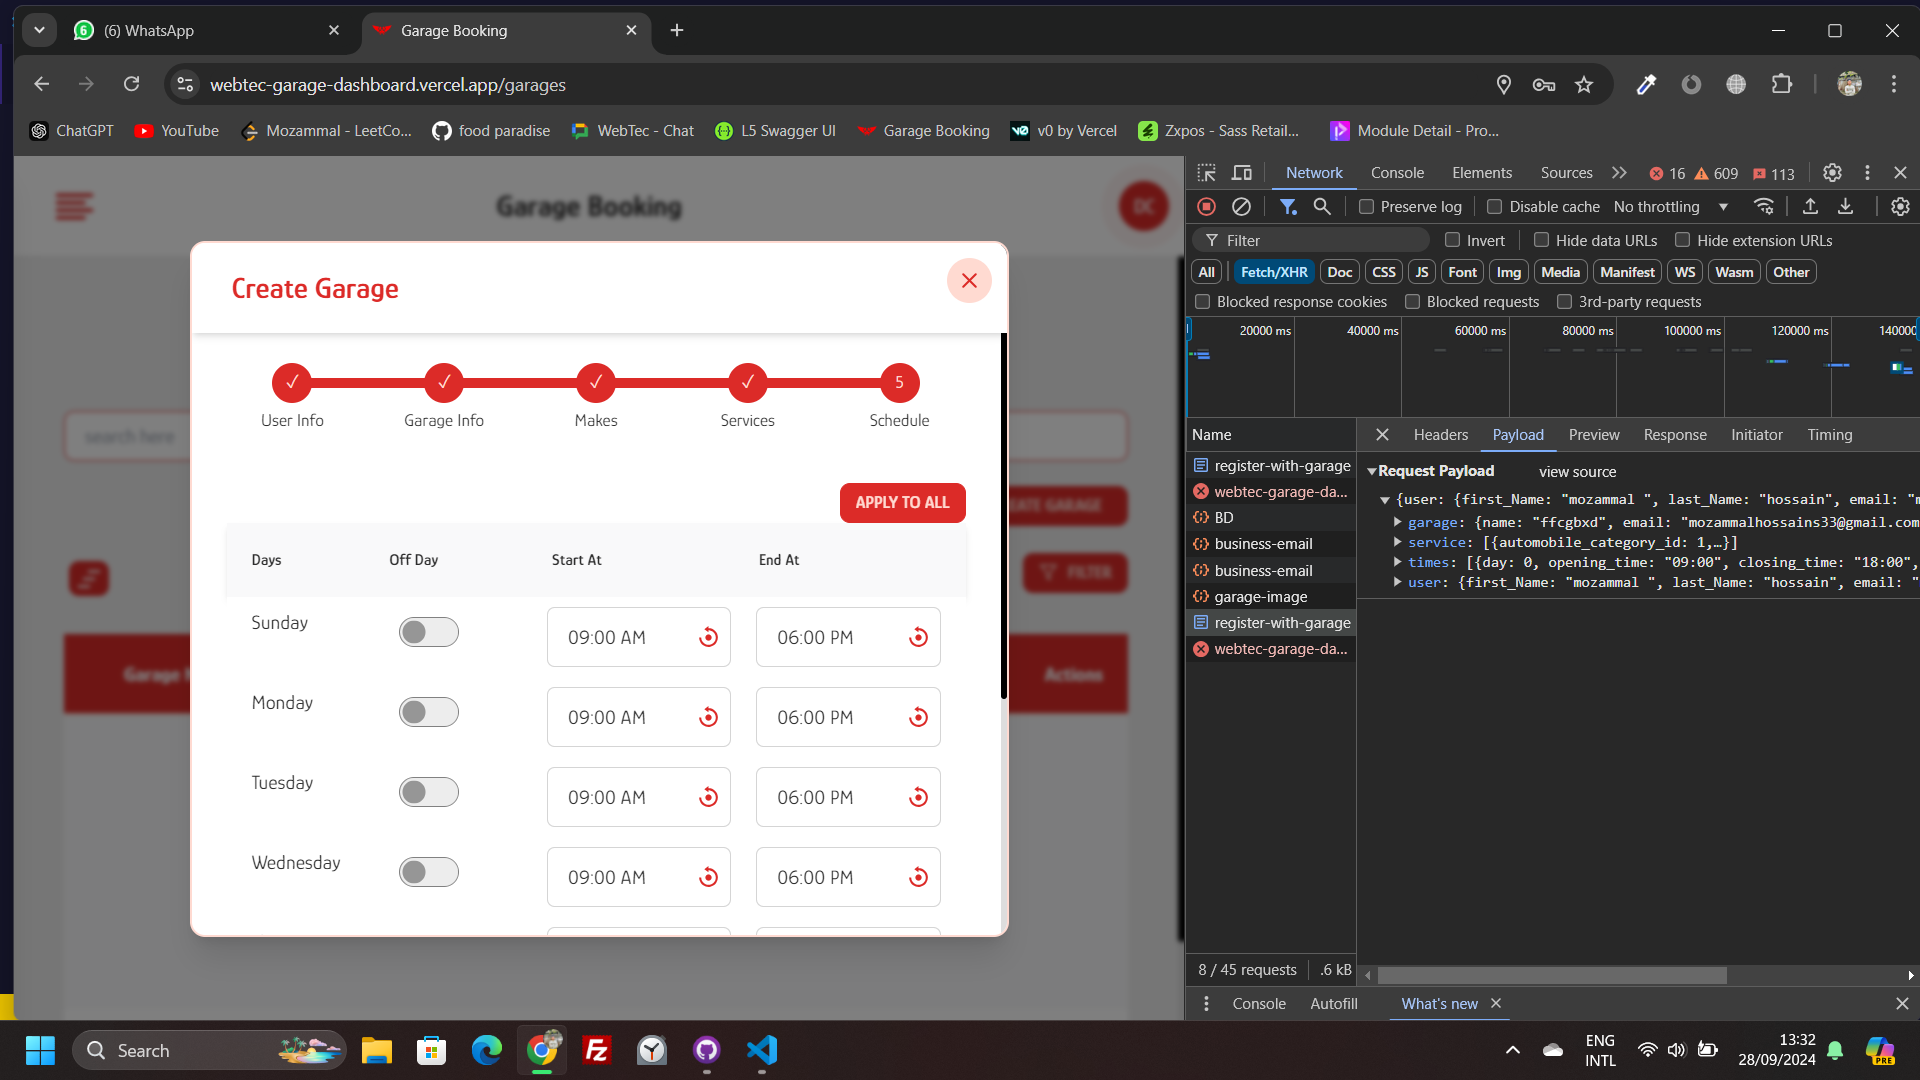 6 (6) WhatsApp
Garage Booking
webtec-garage-dashboard.vercel.app/garages
ChatGPT YouTube Mozammal - LeetCo... food paradise WebTec - Chat L5 Swagger UI Garage Booking v0 v0 by Vercel Zxpos - Sass Retail... Module Detail - Pro...
Garage Booking
DC
Create Garage
5
User Info Garage Info Makes Services Schedule
search here
APPLY TO ALL
FILTER
Days Off Day Start At End At
Sunday 09:00 AM 06:00 PM
Monday 09:00 AM 06:00 PM
Actions
Tuesday 09:00 AM 06:00 PM
Wednesday 09:00 AM 06:00 PM
Network Console Elements Sources 16 609 113
Preserve log Disable cache No throttling
Filter Invert Hide data URLs Hide extension URLs
All Fetch/XHR Doc CSS JS Font Img Media Manifest WS Wasm Other
Blocked response cookies Blocked requests 3rd-party requests
20000 ms 40000 ms 60000 ms 80000 ms 100000 ms 120000 ms 140000
Name Headers Payload Preview Response Initiator Timing
register-with-garage
webtec-garage-da...
BD
business-email
business-email
garage-image
register-with-garage
webtec-garage-da...
Request Payload view source
{user: {first_Name: "mozammal ", last_Name: "hossain", email: "m
garage: {name: "ffcgbxd", email: "mozammalhossains33@gmail.com
service: [{automobile_category_id: 1,…}]
times: [{day: 0, opening_time: "09:00", closing_time: "18:00",
user: {first_Name: "mozammal ", last_Name: "hossain", email: "
8 / 45 requests .6 kB
Console Autofill What's new
Search
ENG
INTL
13:32
28/09/2024
PRE